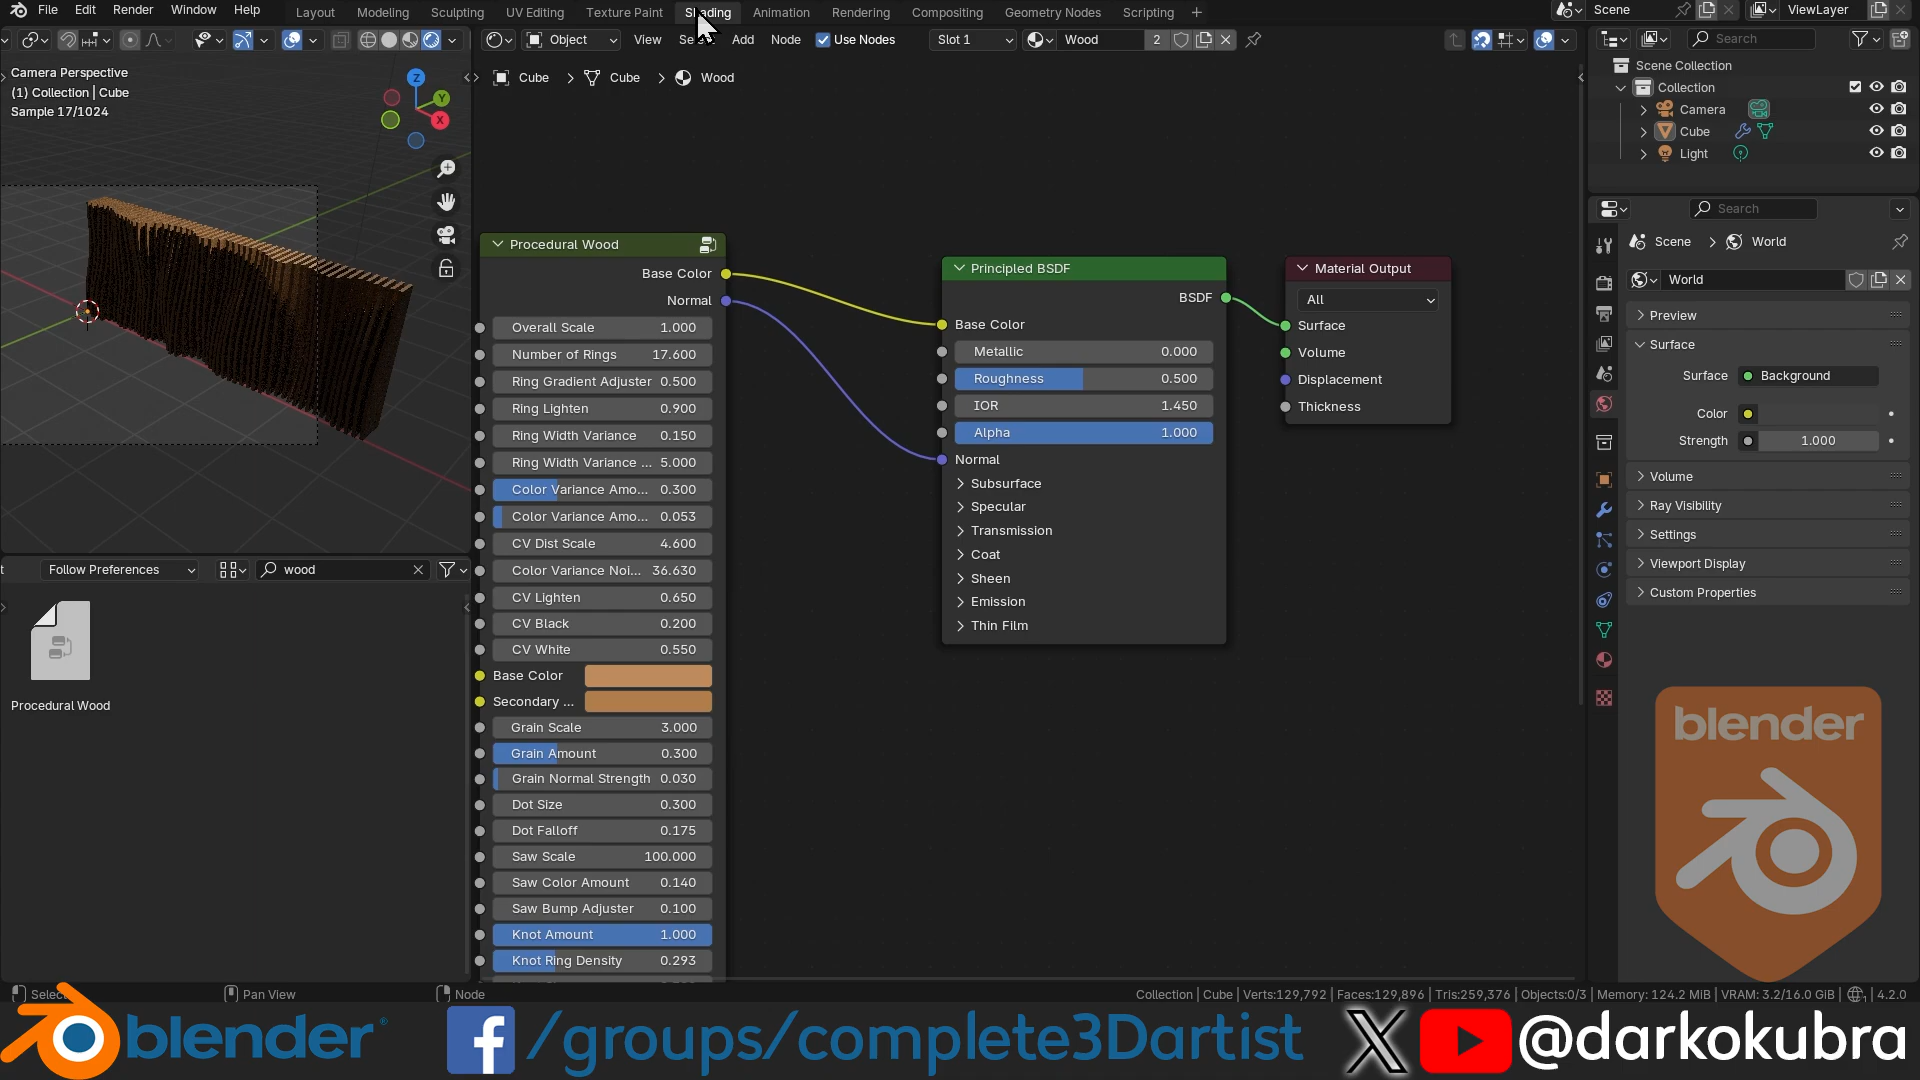 File Edit Render Window Help
Layout Modeling Sculpting UV Editing Texture Paint Shading Animation Rendering Compositing Geometry Nodes Scripting +
Scene ViewLayer
Object View Add Node Use Nodes Slot 1 Wood 2
Search
Camera Perspective
(1) Collection | Cube
Sample 17/1024
Z
Y
X
Cube > Cube > Wood
Scene Collection
Collection
Camera
Cube
Light
Search
Scene > World
World
Preview
Surface
Surface Background
Color
Strength 1.000
Volume
Ray Visibility
Settings
Viewport Display
Custom Properties
Procedural Wood
Base Color
Normal
Overall Scale 1.000
Number of Rings 17.600
Ring Gradient Adjuster 0.500
Ring Lighten 0.900
Ring Width Variance 0.150
Ring Width Variance ... 5.000
Color Variance Amo... 0.300
Color Variance Amo... 0.053
CV Dist Scale 4.600
Color Variance Noi... 36.630
CV Lighten 0.650
CV Black 0.200
CV White 0.550
Base Color
Secondary ...
Grain Scale 3.000
Grain Amount 0.300
Grain Normal Strength 0.030
Dot Size 0.300
Dot Falloff 0.175
Saw Scale 100.000
Saw Color Amount 0.140
Saw Bump Adjuster 0.100
Knot Amount 1.000
Knot Ring Density 0.293
Principled BSDF
BSDF
Base Color
Metallic 0.000
Roughness 0.500
IOR 1.450
Alpha 1.000
Normal
Subsurface
Specular
Transmission
Coat
Sheen
Emission
Thin Film
Material Output
All
Surface
Volume
Displacement
Thickness
Follow Preferences wood
Procedural Wood
blender
Pan View Node
Collection | Cube | Verts:129,792 | Faces:129,896 | Tris:259,376 | Objects:0/3 | Memory: 124.2 MiB | VRAM: 3.2/16.0 GiB | 4.2.0
blender ® f /groups/complete3Dartist X @darkokubra